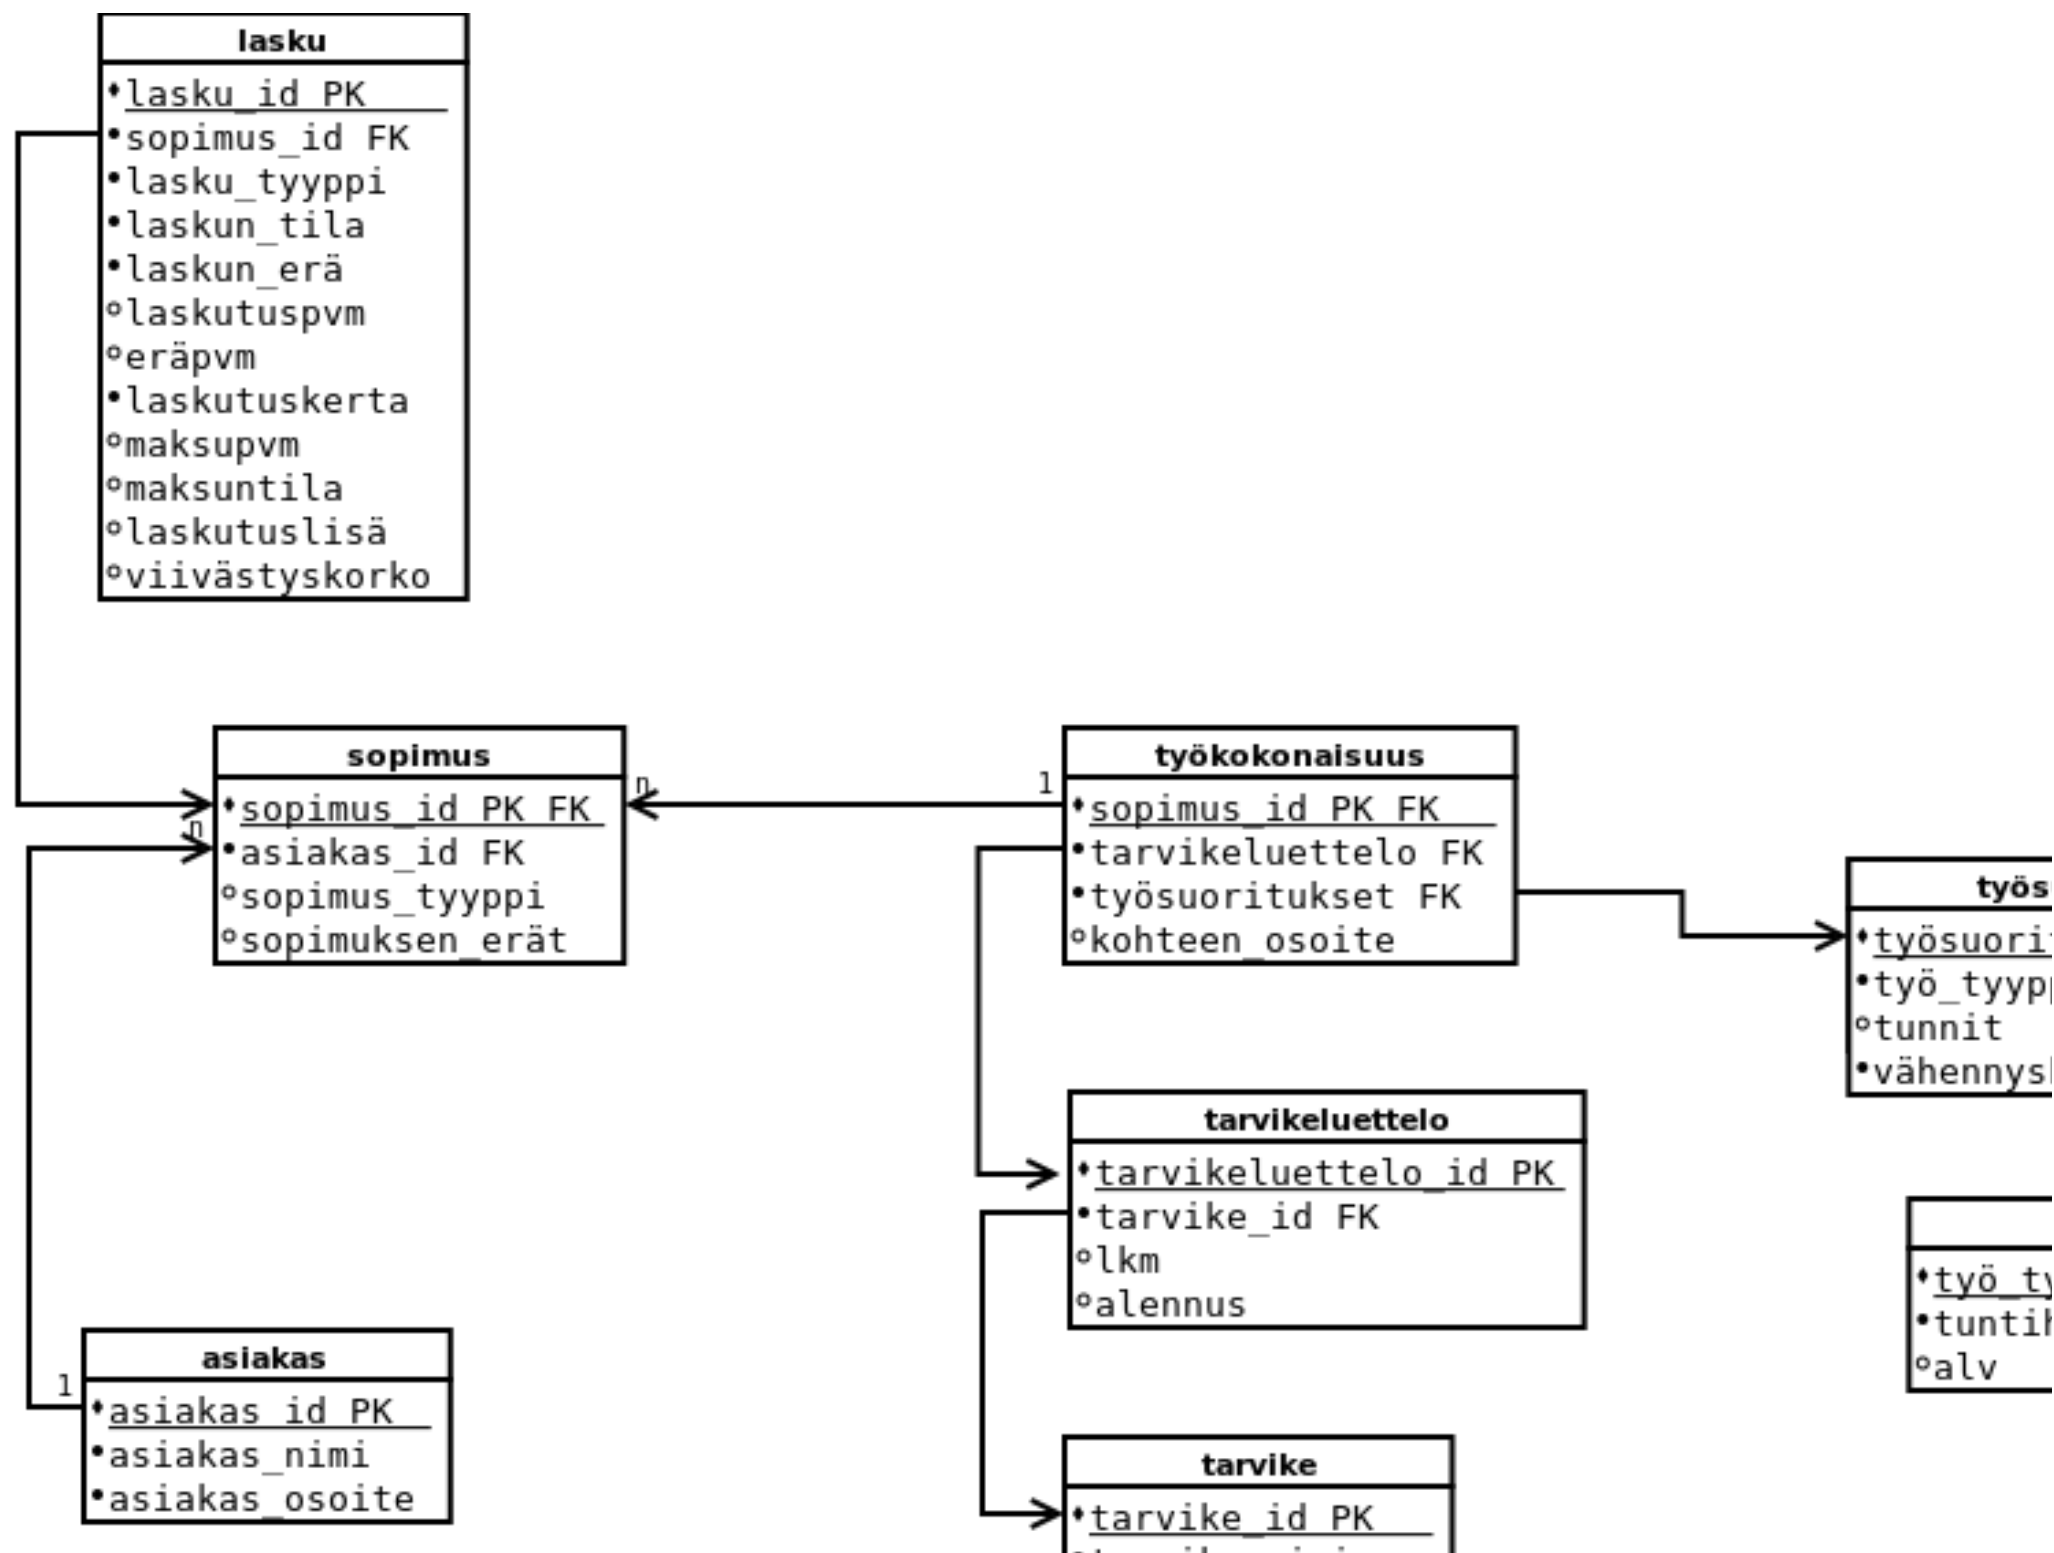 lasku
lasku_id PK
sopimus_id FK
lasku_tyyppi
laskun_tila
laskun_erä
laskutuspvm
eräpvm
laskutuskerta
maksupvm
maksuntila
laskutuslisä
viivästyskorko
sopimus
n
n
sopimus_id PK FK
asiakas_id FK
sopimus_tyyppi
sopimuksen_erät
työkokonaisuus
1
sopimus_id PK FK
tarvikeluettelo FK
työsuoritukset FK
kohteen_osoite
tunnit
tarvikeluettelo
tarvikeluettelo_id PK
tarvike_id FK
lkm
alennus
alv
asiakas
1
asiakas_id PK
asiakas_nimi
asiakas_osoite
tarvike
tarvike_id PK